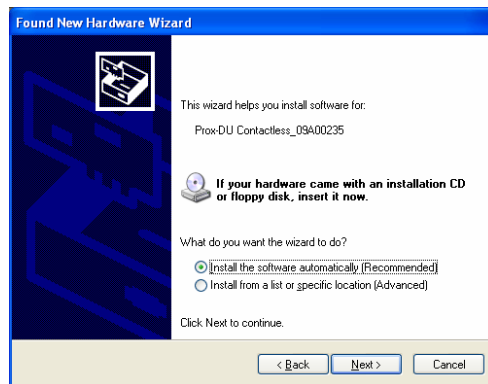 Found New Hardware Wizard
This wizard helps you install software for:
Prox-DU Contactless_09A00235
If your hardware came with an installation CD
or floppy disk, insert it now.
What do you want the wizard to do?
Install the software automatically (Recommended)
Install from a list or specific location (Advanced)
Click Next to continue.
< Back Next > Cancel